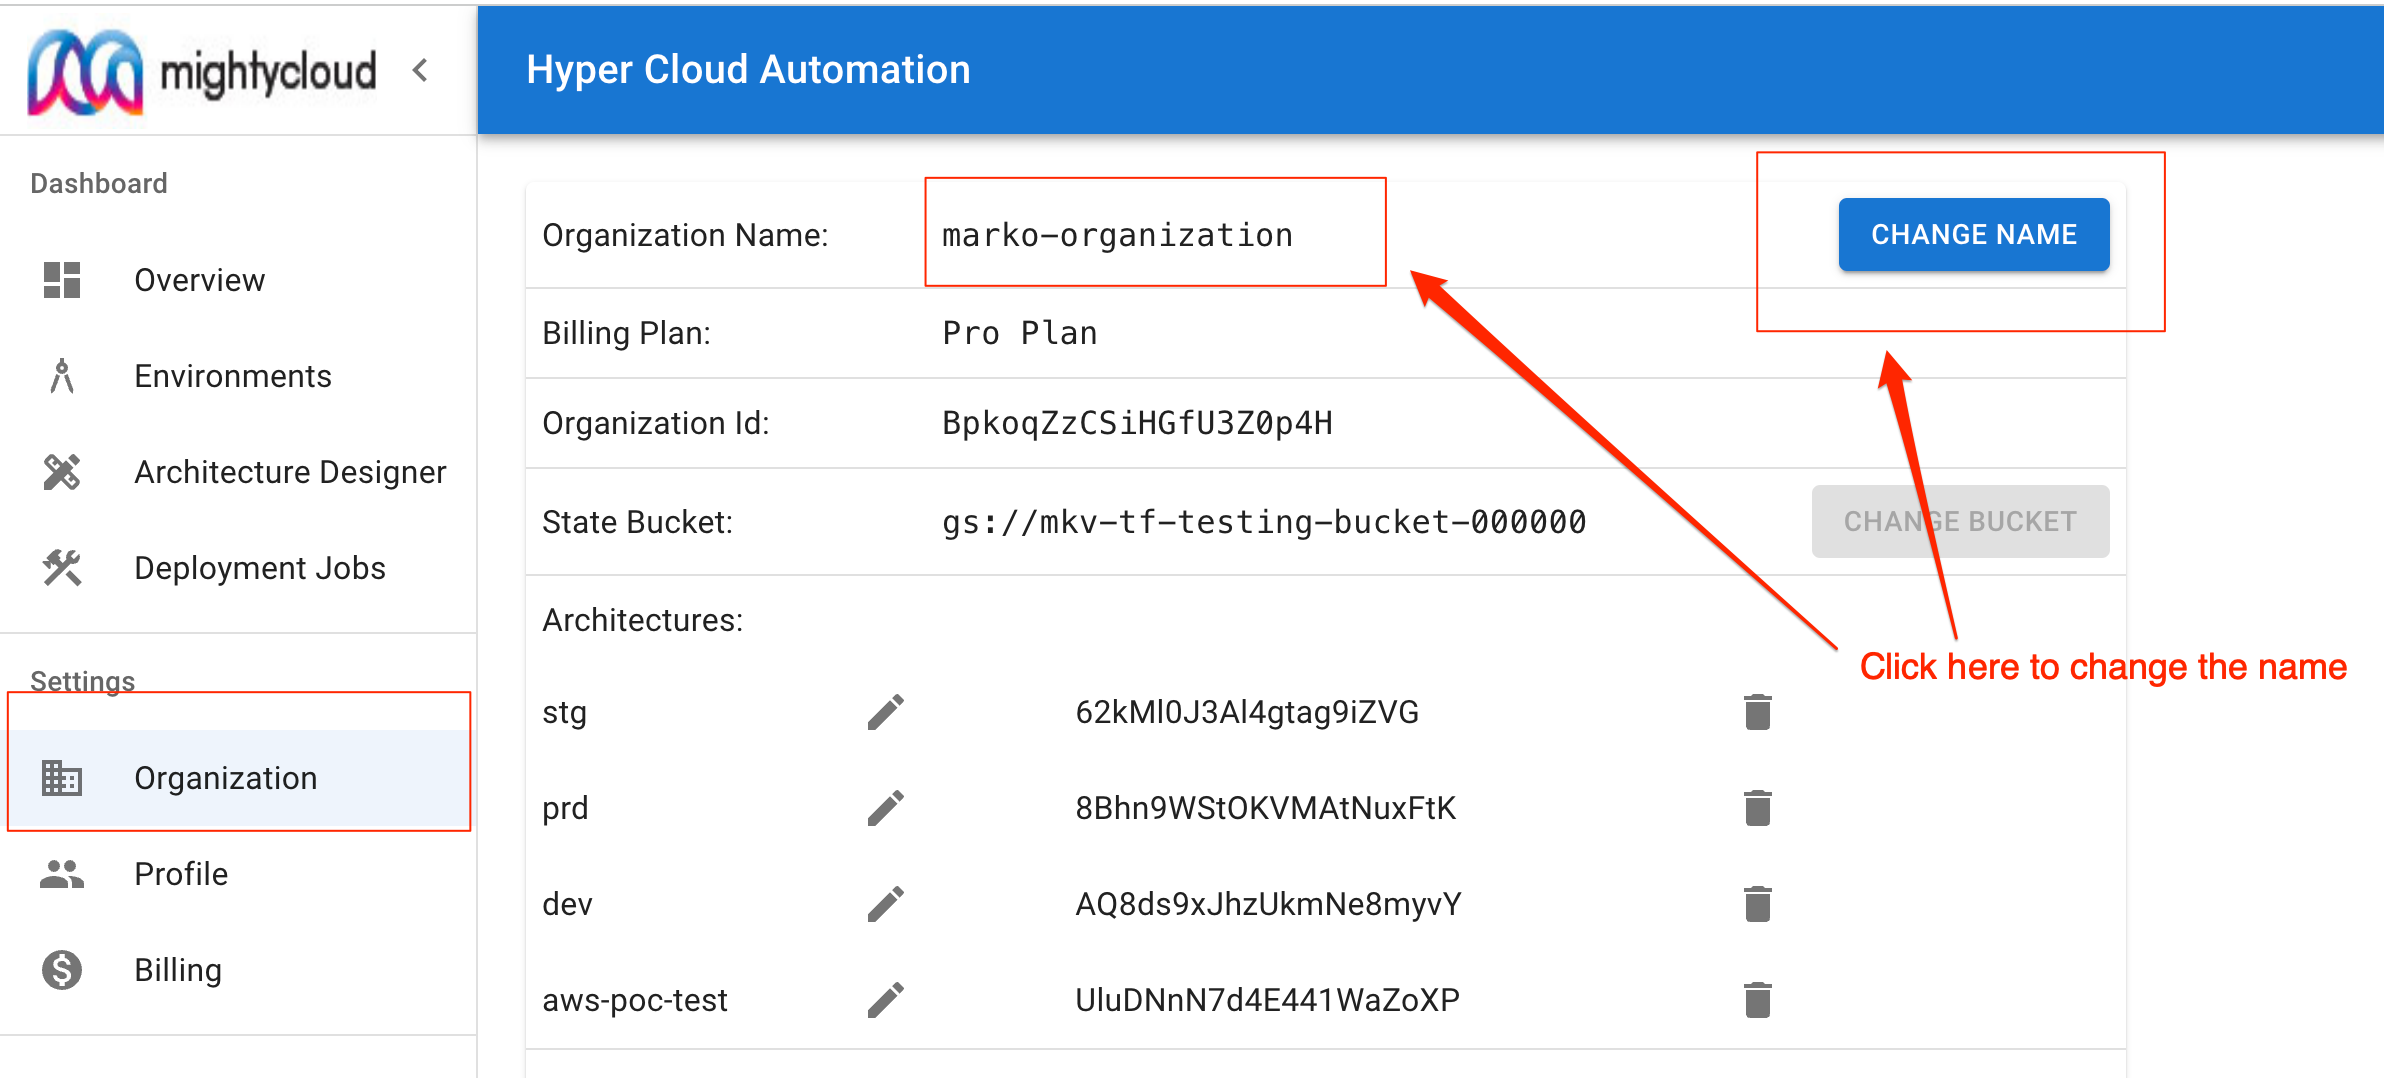 mightycloud
Hyper Cloud Automation
Dashboard
Overview
Environments
Architecture Designer
Deployment Jobs
Settings
Organization
Profile
Billing
Organization Name: marko-organization CHANGE NAME
Billing Plan: Pro Plan
Organization Id: BpkoqZzCSiHGfU3Z0p4H
State Bucket: gs://mkv-tf-testing-bucket-000000 CHANGE BUCKET
Architectures:
Click here to change the name
stg 62kMl0J3Al4gtag9iZVG
prd 8Bhn9WStOKVMAtNuxFtK
dev AQ8ds9xJhzUkmNe8myvY
aws-poc-test UluDNnN7d4E441WaZoXP